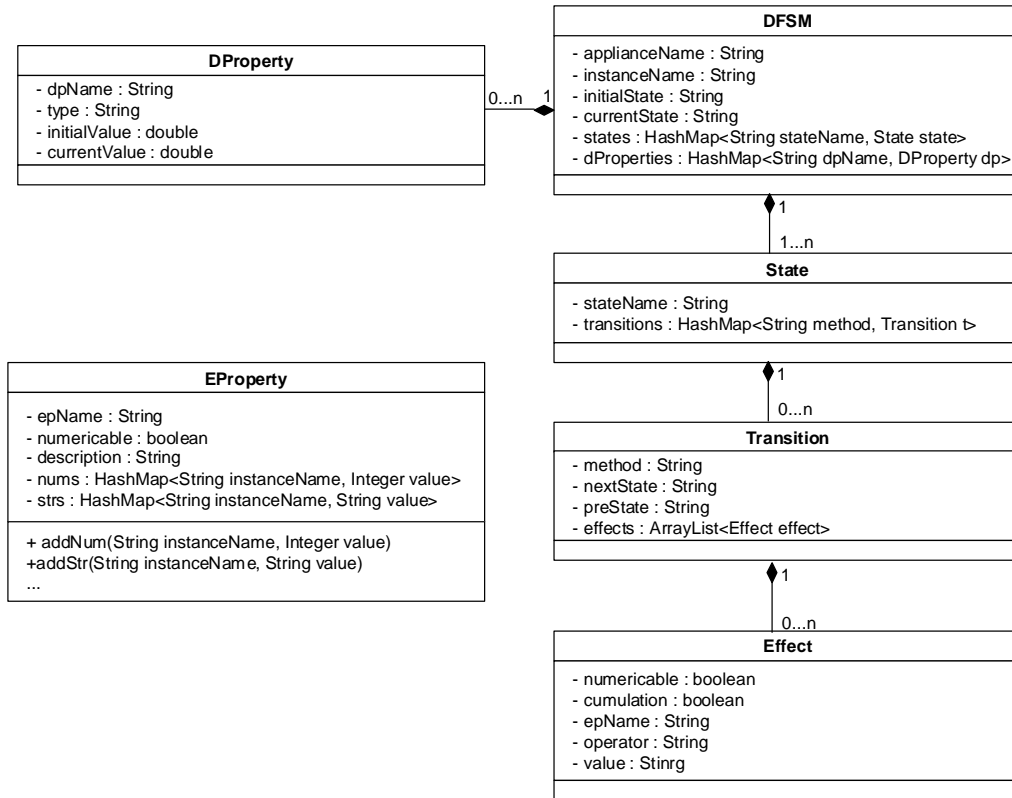 DProperty
- dpName : String
- type : String
- initialValue : double
- currentValue : double
0...n
1
DFSM
- applianceName : String
- instanceName : String
- initialState : String
- currentState : String
- states : HashMap<String stateName, State state>
- dProperties : HashMap<String dpName, DProperty dp>
1
1...n
State
- stateName : String
- transitions : HashMap<String method, Transition t>
1
0...n
EProperty
- epName : String
- numericable : boolean
- description : String
- nums : HashMap<String instanceName, Integer value>
- strs : HashMap<String instanceName, String value>
+ addNum(String instanceName, Integer value)
+addStr(String instanceName, String value)
...
Transition
- method : String
- nextState : String
- preState : String
- effects : ArrayList<Effect effect>
1
0...n
Effect
- numericable : boolean
- cumulation : boolean
- epName : String
- operator : String
- value : Stinrg